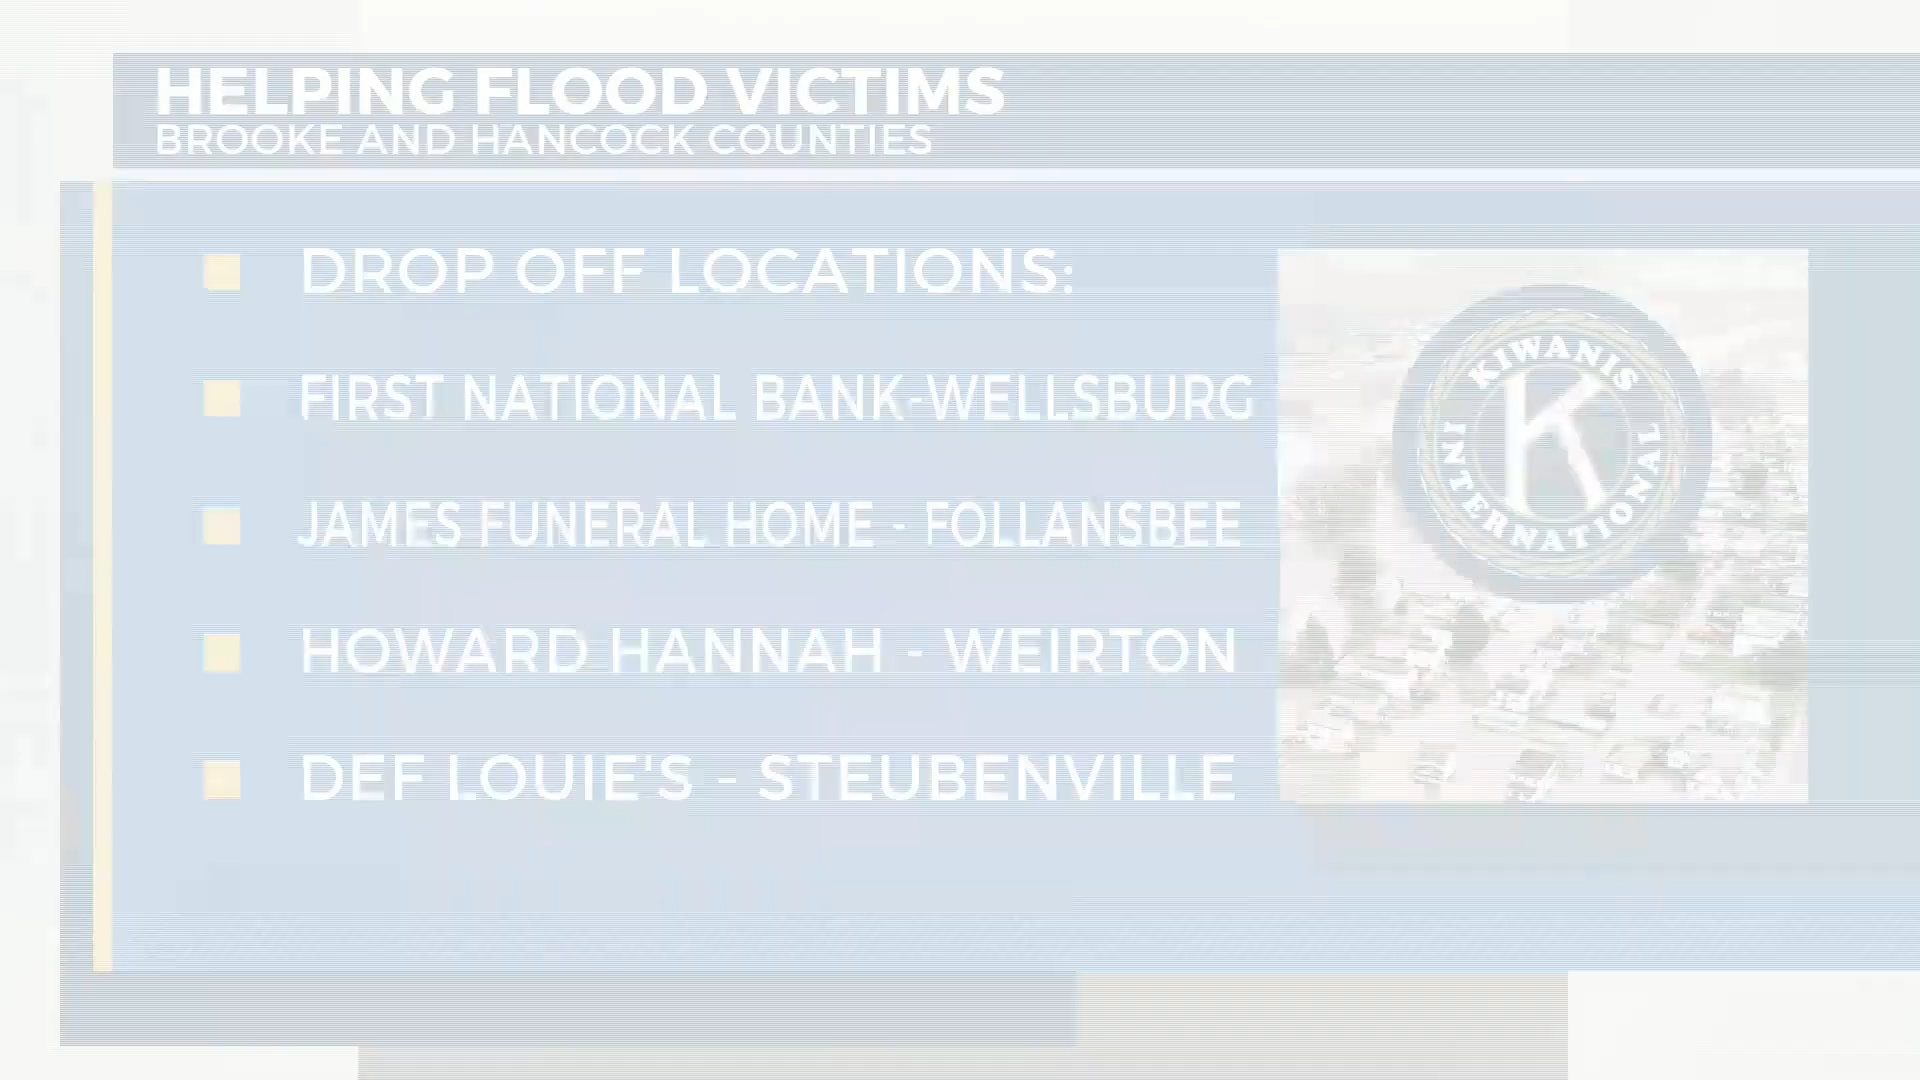 HELPING FLOOD VICTIMS
BROOKE AND HANCOCK COUNTIES
DROP OFF LOCATIONS:
FIRST NATIONAL BANK-WELLSBURG
JAMES FUNERAL HOME - FOLLANSBEE
HOWARD HANNAH - WEIRTON
DEF LOUIE'S - STEUBENVILLE
KIWANIS
K
INTERNATIONAL